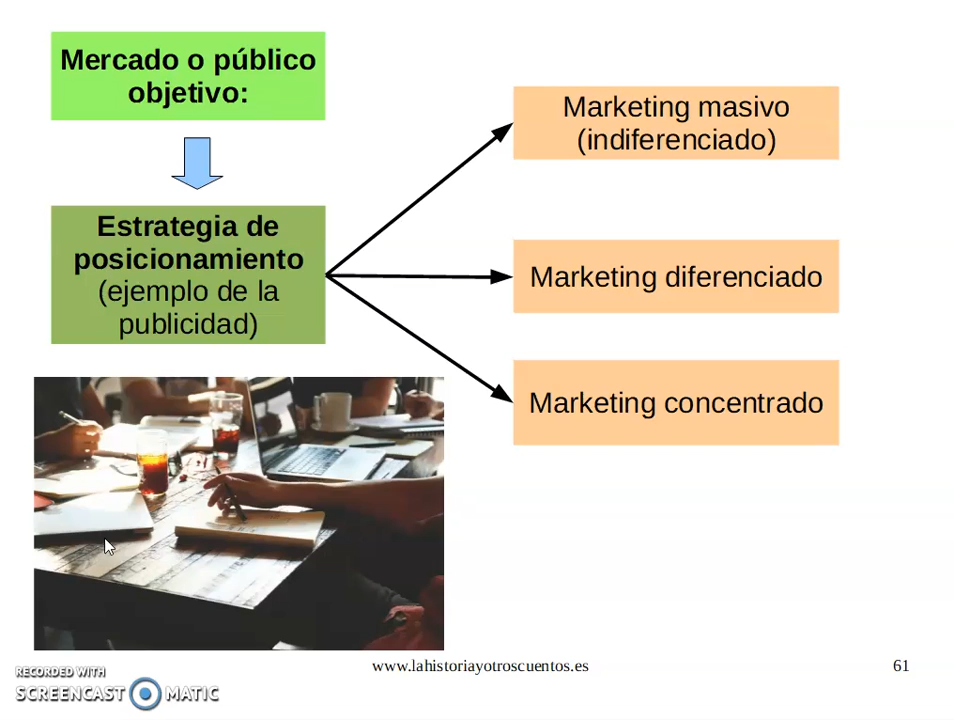 Mercado o público
objetivo:
Estrategia de
posicionamiento
(ejemplo de la
publicidad)
Marketing masivo
(indiferenciado)
Marketing diferenciado
Marketing concentrado
www.lahistoriayotroscuentos.es
61
RECORDED WITH
SCREENCAST MATIC